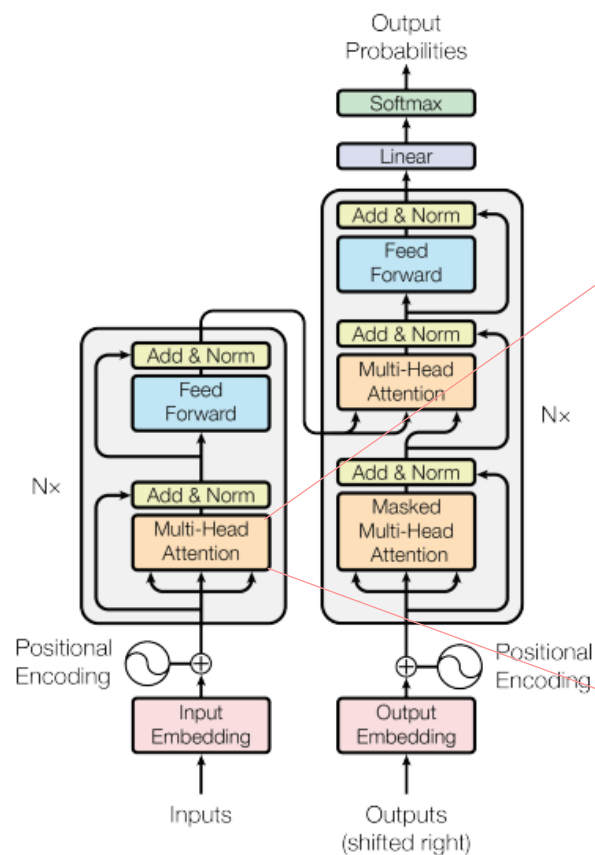 Output
Probabilities
Softmax
Linear
Add & Norm
Feed
Forward
Add & Norm
Multi-Head
Attention
Add & Norm
Masked
Multi-Head
Attention
Nx
Add & Norm
Feed
Forward
Add & Norm
Multi-Head
Attention
Nx
Positional
Encoding
Input
Embedding
Inputs
Positional
Encoding
Output
Embedding
Outputs
(shifted right)